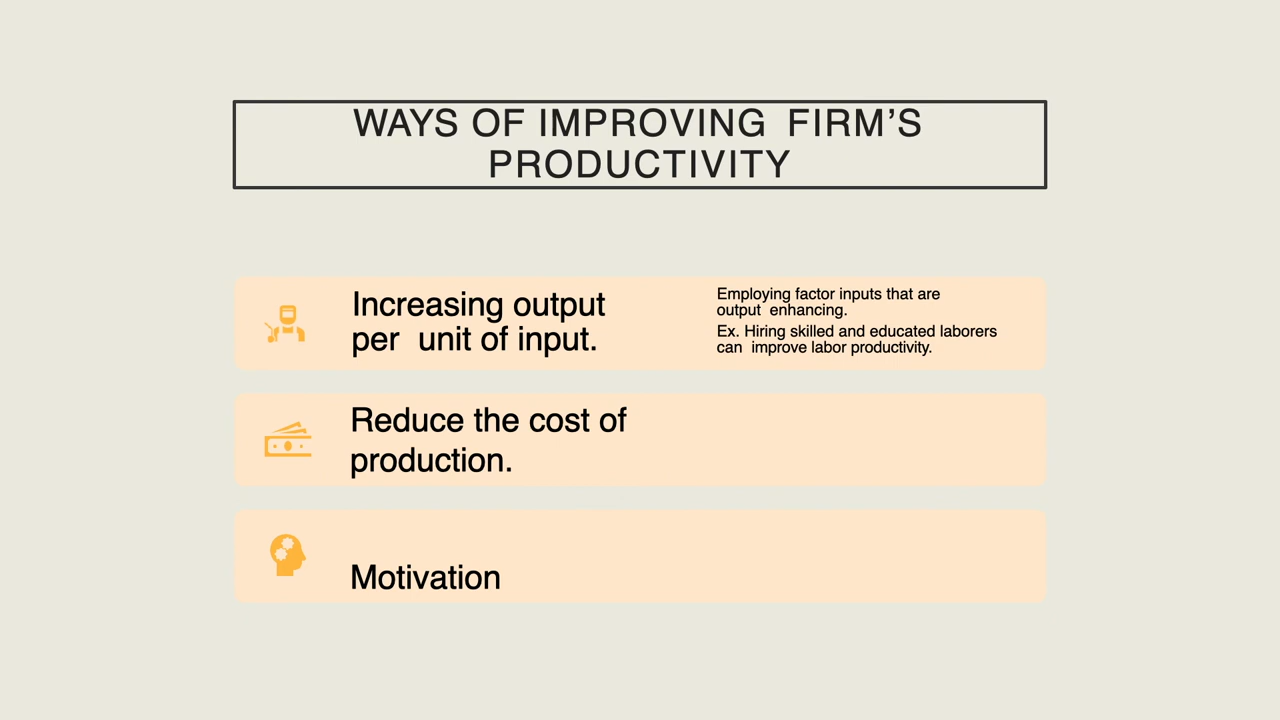 WAYS OF IMPROVING  FIRM’S
PRODUCTIVITY
Increasing output
per  unit of input.
Employing factor inputs that are
output  enhancing.
Ex. Hiring skilled and educated laborers
can  improve labor productivity.
Reduce the cost of
production.
Motivation